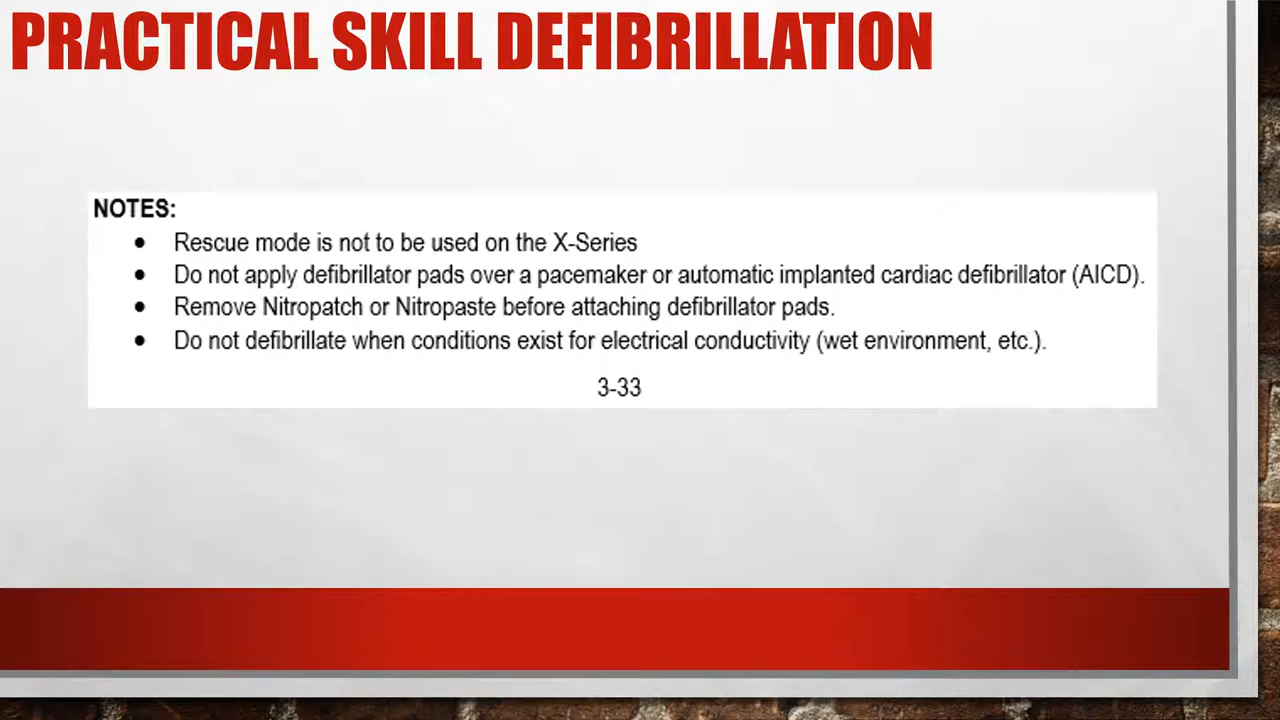 PRACTICAL SKILL DEFIBRILLATION
NOTES:
• Rescue mode is not to be used on the X-Series
• Do not apply defibrillator pads over a pacemaker or automatic implanted cardiac defibrillator (AICD).
• Remove Nitropatch or Nitropaste before attaching defibrillator pads.
• Do not defibrillate when conditions exist for electrical conductivity (wet environment, etc.).
3-33